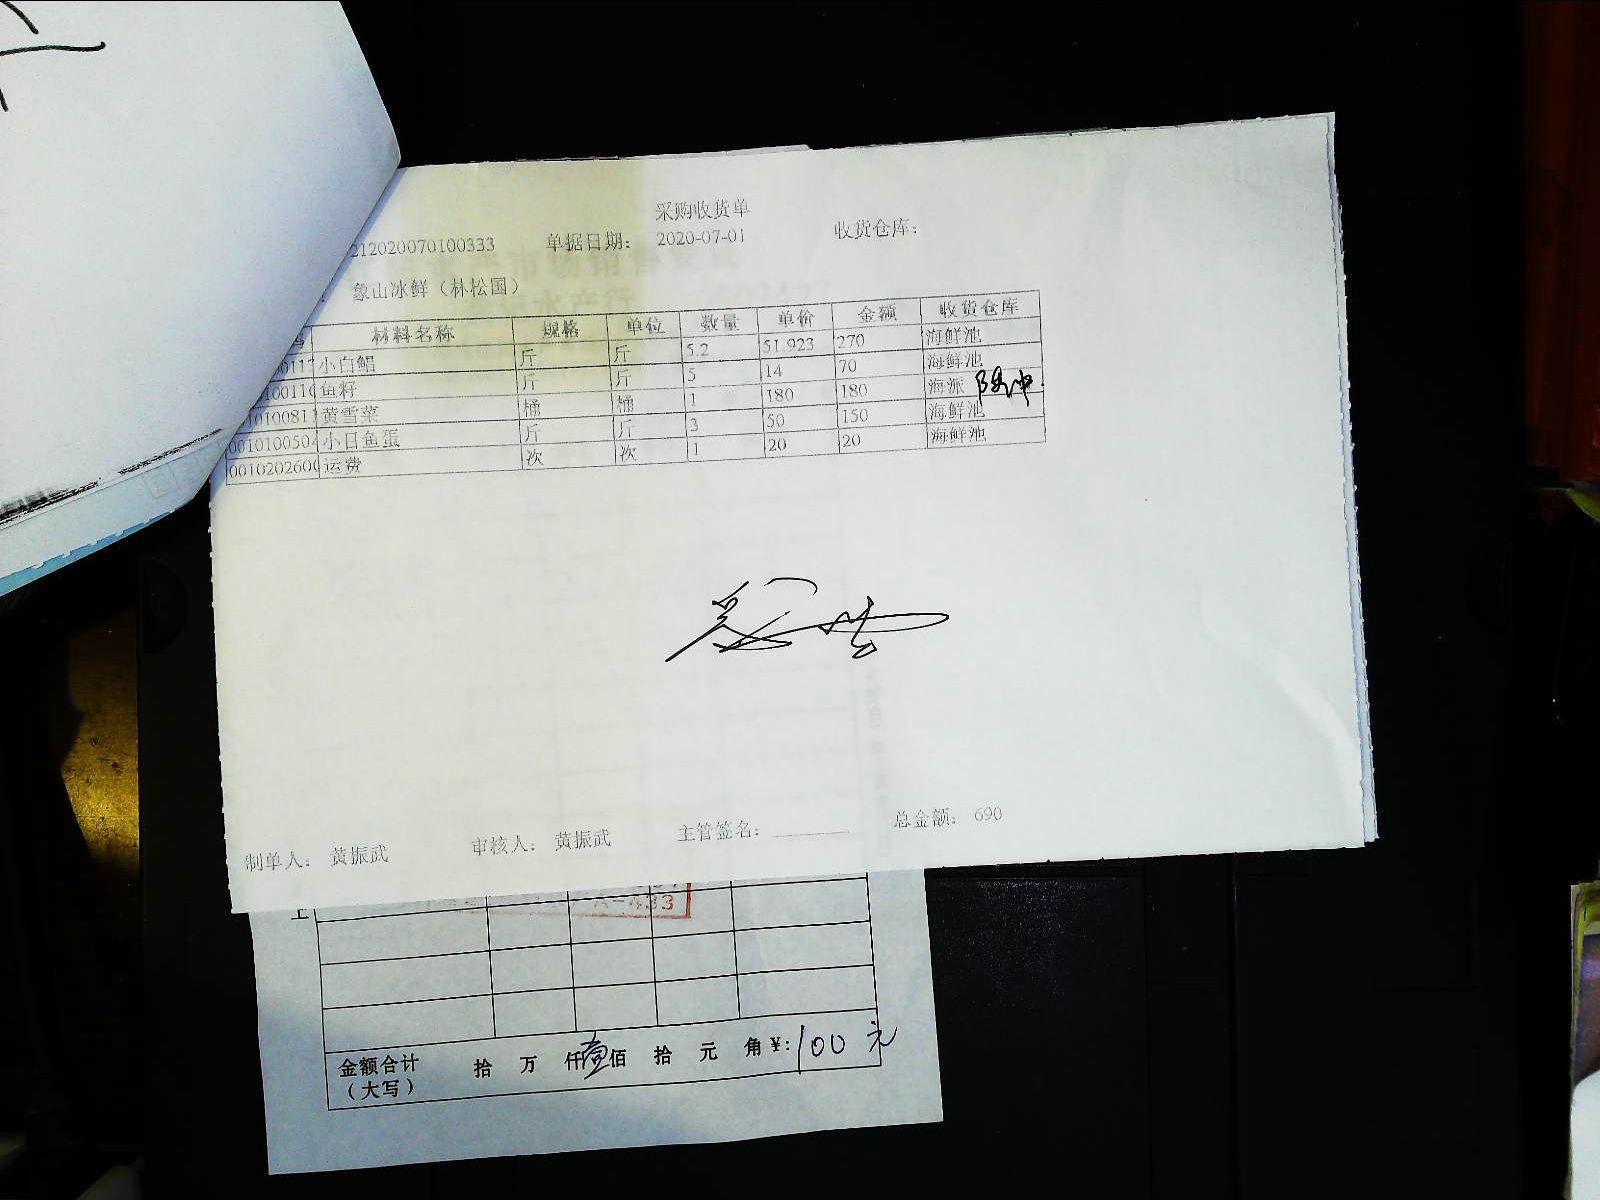 采购收货单
212020070100333 单据日期: 2020-07-01 收货仓库:
象山冰鲜(林松国)
材料名称 规格 单位 数量 单价 金额 收货仓库
小白鲳 斤 斤 5.2 51.923 270 海鲜池
鱼籽 斤 斤 5 14 70 海鲜池
黄雪菜 桶 桶 1 180 180 海派
0010100504 小目鱼蛋 斤 斤 3 50 150 海鲜池
0010202600 运费 次 次 1 20 20 海鲜池
制单人: 黄振武 审核人: 黄振武 主管签名: 总金额: 690
A-433
金额合计 拾 万 仟 壹佰 拾 元 角 ¥: 100 元
(大写)